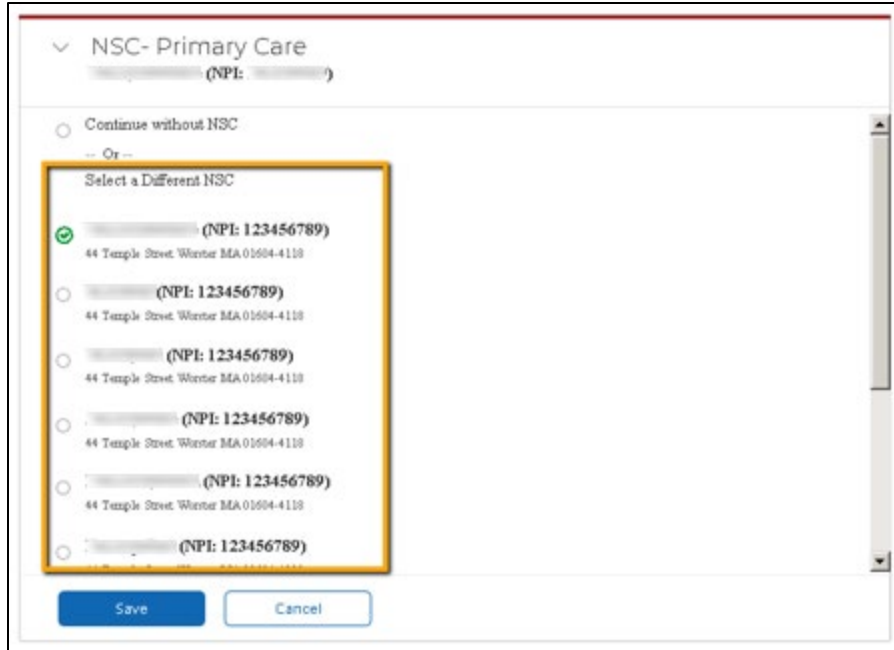 NSC- Primary Care
(NPI: )
Continue without NSC
-- Or --
Select a Different NSC
(NPI: 123456789)
44 Temple Street Worster MA 01604-4118
(NPI: 123456789)
44 Temple Street Worster MA 01604-4118
(NPI: 123456789)
44 Temple Street Worster MA 01604-4118
(NPI: 123456789)
44 Temple Street Worster MA 01604-4118
(NPI: 123456789)
44 Temple Street Worster MA 01604-4118
(NPI: 123456789)
Save
Cancel